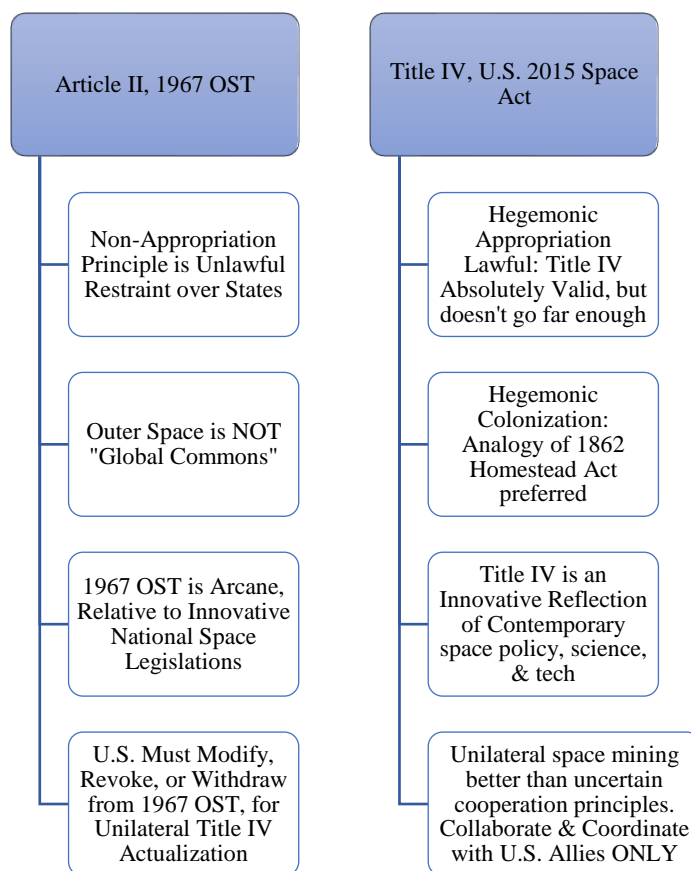 Article II, 1967 OST
Non-Appropriation
Principle is Unlawful
Restraint over States
Outer Space is NOT
"Global Commons"
1967 OST is Arcane,
Relative to Innovative
National Space
Legislations
U.S. Must Modify,
Revoke, or Withdraw
from 1967 OST, for
Unilateral Title IV
Actualization
Title IV, U.S. 2015 Space
Act
Hegemonic
Appropriation
Lawful: Title IV
Absolutely Valid, but
doesn't go far enough
Hegemonic
Colonization:
Analogy of 1862
Homestead Act
preferred
Title IV is an
Innovative Reflection
of Contemporary
space policy, science,
& tech
Unilateral space mining
better than uncertain
cooperation principles.
Collaborate & Coordinate
with U.S. Allies ONLY